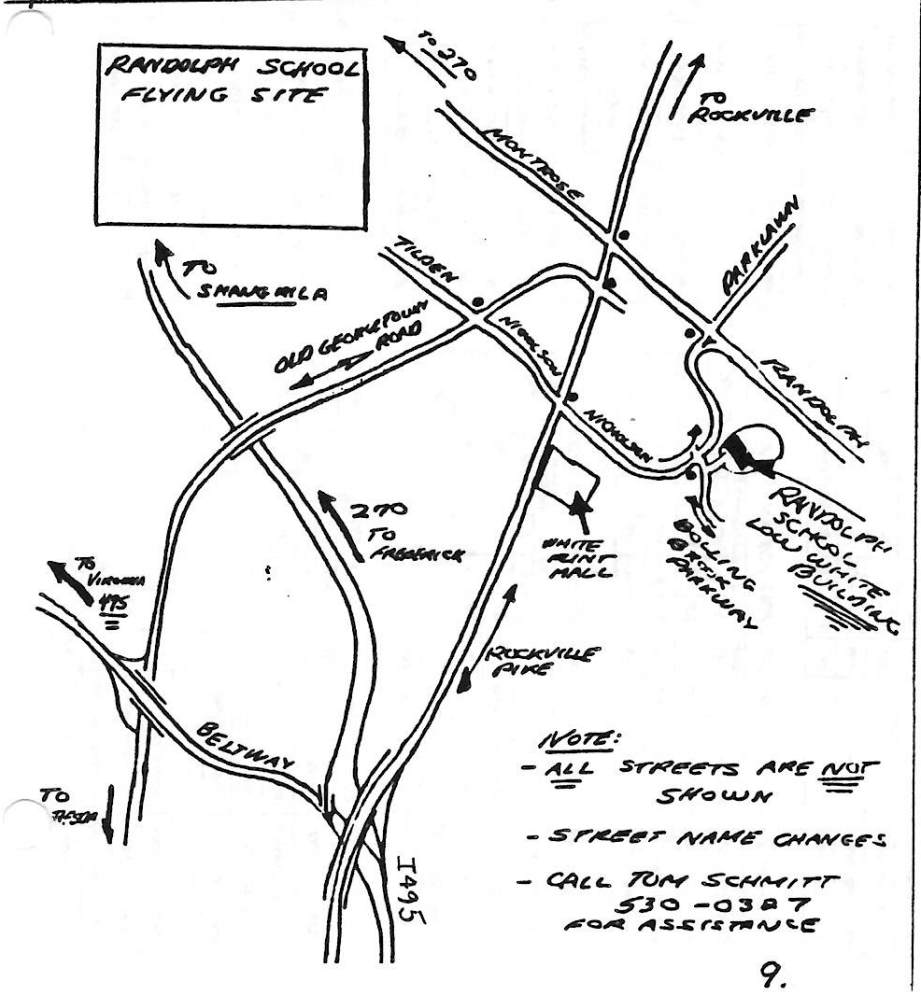 RANDOLPH SCHOOL
FLYING SITE
TO 270
TO
ROCKVILLE
MONTROSE
PARKLAWN
TILDEN
TO
SHANGRILA
OLD GEORGETOWN
ROAD
NICOLSON
NICHOLSON
RANDOLPH
270
TO
FREDERICK
WHITE
FLINT
MALL
BOLLING
BROOK
PARKWAY
RANDOLPH
SCHOOL
LOW WHITE
BUILDING
TO
VIRGINIA
495
ROCKVILLE
PIKE
BELTWAY
TO
I495
NOTE:
- ALL STREETS ARE NOT
SHOWN
- STREET NAME CHANGES
- CALL TOM SCHMITT
530-0387
FOR ASSISTANCE
9.